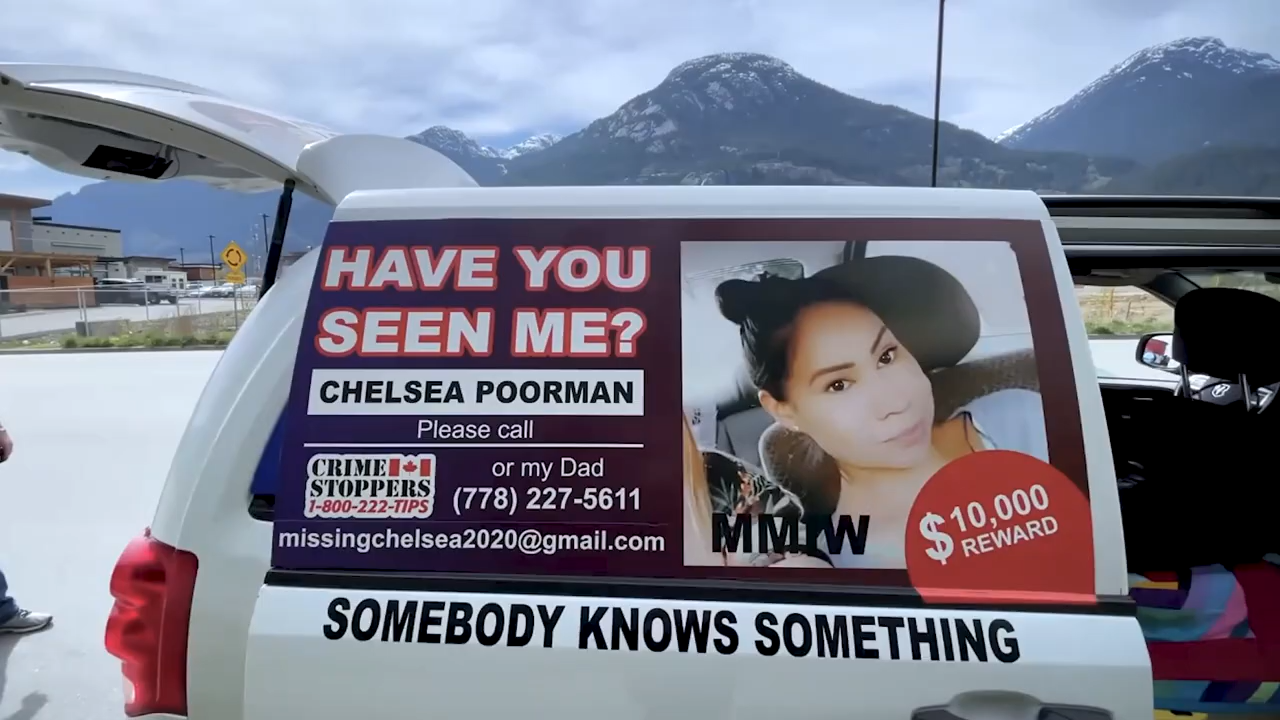 HAVE YOU
SEEN ME?
CHELSEA POORMAN
Please call
CRIME
STOPPERS
1-800-222-TIPS
or my Dad
(778) 227-5611
missingchelsea2020@gmail.com
MMIW
$10,000
REWARD
SOMEBODY KNOWS SOMETHING